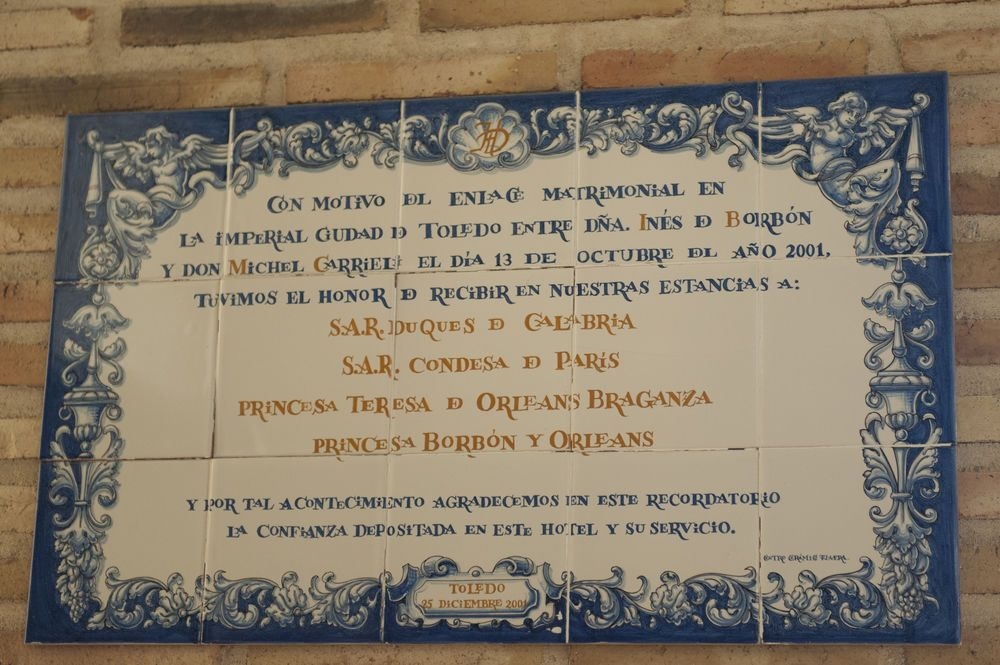 HD
CON MOTIVO DEL ENLACE MATRIMONIAL EN
LA IMPERIAL CIUDAD DE TOLEDO ENTRE DÑA. INÉS DE BORBÓN
Y DON MICHEL CARRIELE EL DÍA 13 DE OCTUBRE DEL AÑO 2001,
TUVIMOS EL HONOR DE RECIBIR EN NUESTRAS ESTANCIAS A:
S.A.R. DUQUES DE CALABRIA
S.A.R. CONDESA DE PARÍS
PRINCESA TERESA DE ORLEANS BRAGANZA
PRINCESA BORBÓN Y ORLEANS
Y POR TAL ACONTECIMIENTO AGRADECEMOS EN ESTE RECORDATORIO
LA CONFIANZA DEPOSITADA EN ESTE HOTEL Y SU SERVICIO.
TOLEDO
25 DICIEMBRE 2001